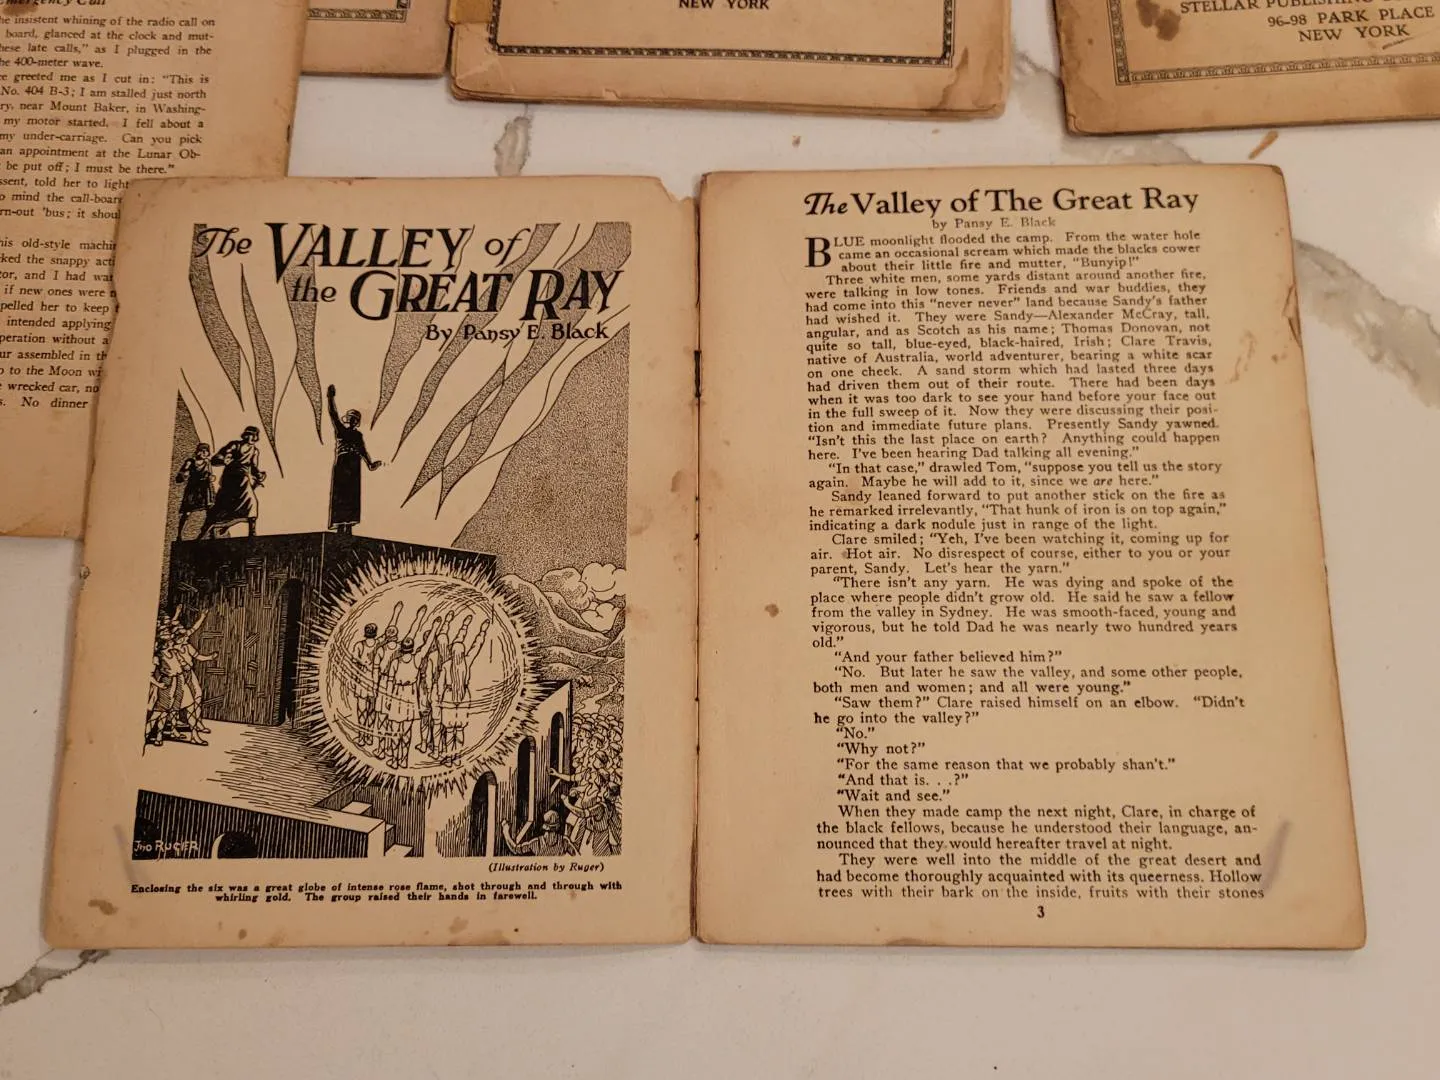 Emergency Call
he insistent whining of the radio call on
board, glanced at the clock and mut-
hese late calls," as I plugged in the
he 400-meter wave.
e greeted me as I cut in: "This is
No. 404 B-3; I am stalled just north
ry, near Mount Baker, in Washing-
my motor started. I fell about a
my under-carriage. Can you pick
an appointment at the Lunar Ob-
be put off; I must be there."
ssent, told her to light
o mind the call-board
rn-out 'bus; it shoul
his old-style machin
ked the snappy acti
tor, and I had wat
if new ones were n
pelled her to keep
intended applying
peration without a
ur assembled in th
to the Moon wi
wrecked car, no
s. No dinner
NEW YORK
STELLAR PUBLISHING
96-98 PARK PLACE
NEW YORK
The VALLEY of
the GREAT RAY
By Pansy E. Black
Jno RUGER
(Illustration by Ruger)
Enclosing the six was a great globe of intense rose flame, shot through and through with
whirling gold. The group raised their hands in farewell.
The Valley of The Great Ray
by Pansy E. Black
BLUE moonlight flooded the camp. From the water hole
came an occasional scream which made the blacks cower
about their little fire and mutter, "Bunyip!"
Three white men, some yards distant around another fire,
were talking in low tones. Friends and war buddies, they
had come into this "never never" land because Sandy's father
had wished it. They were Sandy—Alexander McCray, tall,
angular, and as Scotch as his name; Thomas Donovan, not
quite so tall, blue-eyed, black-haired, Irish; Clare Travis,
native of Australia, world adventurer, bearing a white scar
on one cheek. A sand storm which had lasted three days
had driven them out of their route. There had been days
when it was too dark to see your hand before your face out
in the full sweep of it. Now they were discussing their posi-
tion and immediate future plans. Presently Sandy yawned.
"Isn't this the last place on earth? Anything could happen
here. I've been hearing Dad talking all evening."
"In that case," drawled Tom, "suppose you tell us the story
again. Maybe he will add to it, since we are here."
Sandy leaned forward to put another stick on the fire as
he remarked irrelevantly, "That hunk of iron is on top again,"
indicating a dark nodule just in range of the light.
Clare smiled; "Yeh, I've been watching it, coming up for
air. Hot air. No disrespect of course, either to you or your
parent, Sandy. Let's hear the yarn."
"There isn't any yarn. He was dying and spoke of the
place where people didn't grow old. He said he saw a fellow
from the valley in Sydney. He was smooth-faced, young and
vigorous, but he told Dad he was nearly two hundred years
old."
"And your father believed him?"
"No. But later he saw the valley, and some other people,
both men and women; and all were young."
"Saw them?" Clare raised himself on an elbow. "Didn't
he go into the valley?"
"No."
"Why not?"
"For the same reason that we probably shan't."
"And that is. . .?"
"Wait and see."
When they made camp the next night, Clare, in charge of
the black fellows, because he understood their language, an-
nounced that they would hereafter travel at night.
They were well into the middle of the great desert and
had become thoroughly acquainted with its queerness. Hollow
trees with their bark on the inside, fruits with their stones
3